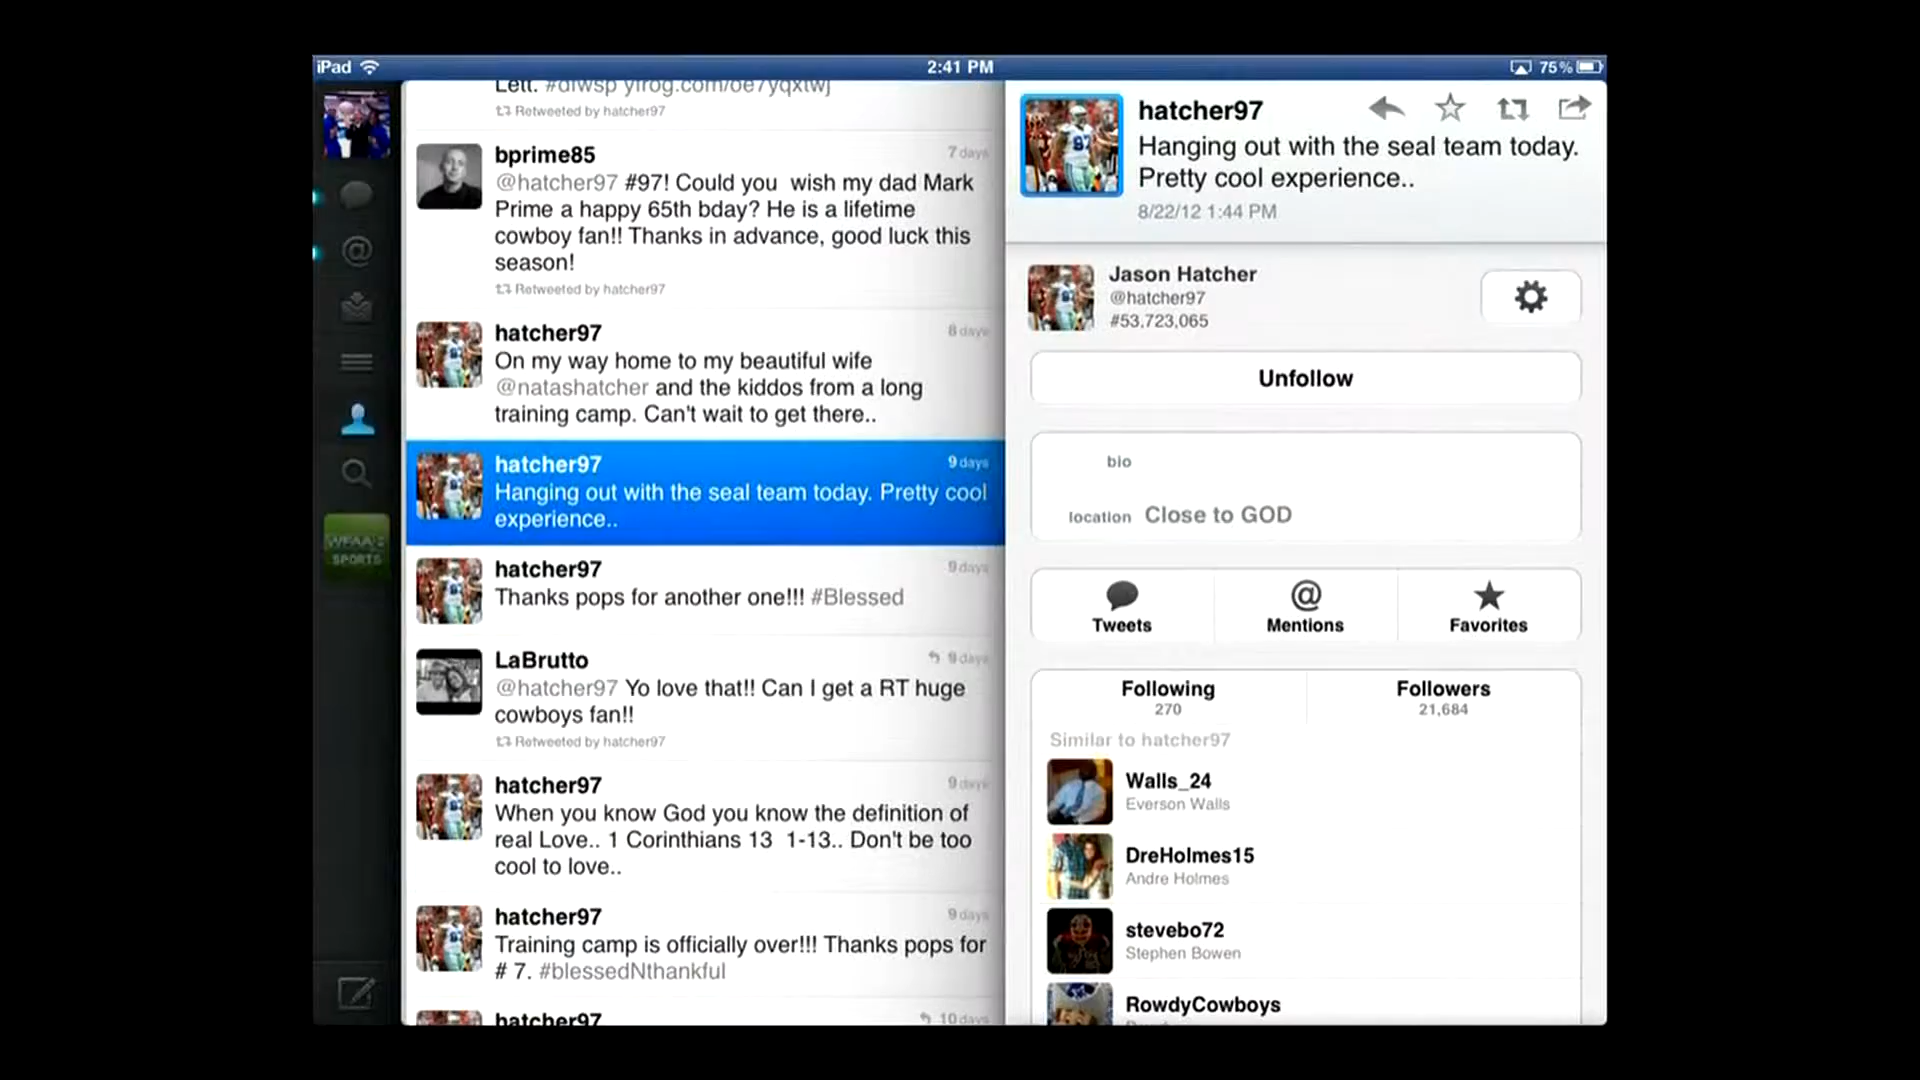 iPad
2:41 PM
75%
Lett. #dfwsp yfrog.com/oe7yqxtwj
Retweeted by hatcher97
bprime85
7 days
@hatcher97 #97! Could you  wish my dad Mark
Prime a happy 65th bday? He is a lifetime
cowboy fan!! Thanks in advance, good luck this
season!
Retweeted by hatcher97
hatcher97
8 days
On my way home to my beautiful wife
@natashatcher and the kiddos from a long
training camp. Can't wait to get there..
hatcher97
9 days
Hanging out with the seal team today. Pretty cool
experience..
hatcher97
9 days
Thanks pops for another one!!! #Blessed
LaBrutto
9 days
@hatcher97 Yo love that!! Can I get a RT huge
cowboys fan!!
Retweeted by hatcher97
hatcher97
9 days
When you know God you know the definition of
real Love.. 1 Corinthians 13  1-13.. Don't be too
cool to love..
hatcher97
9 days
Training camp is officially over!!! Thanks pops for
# 7. #blessedNthankful
hatcher97
10 days
WFAA
SPORTS
hatcher97
Hanging out with the seal team today.
Pretty cool experience..
8/22/12 1:44 PM
Jason Hatcher
@hatcher97
#53,723,065
Unfollow
bio
location Close to GOD
Tweets
Mentions
Favorites
Following
270
Followers
21,684
Similar to hatcher97
Walls_24
Everson Walls
DreHolmes15
Andre Holmes
stevebo72
Stephen Bowen
RowdyCowboys